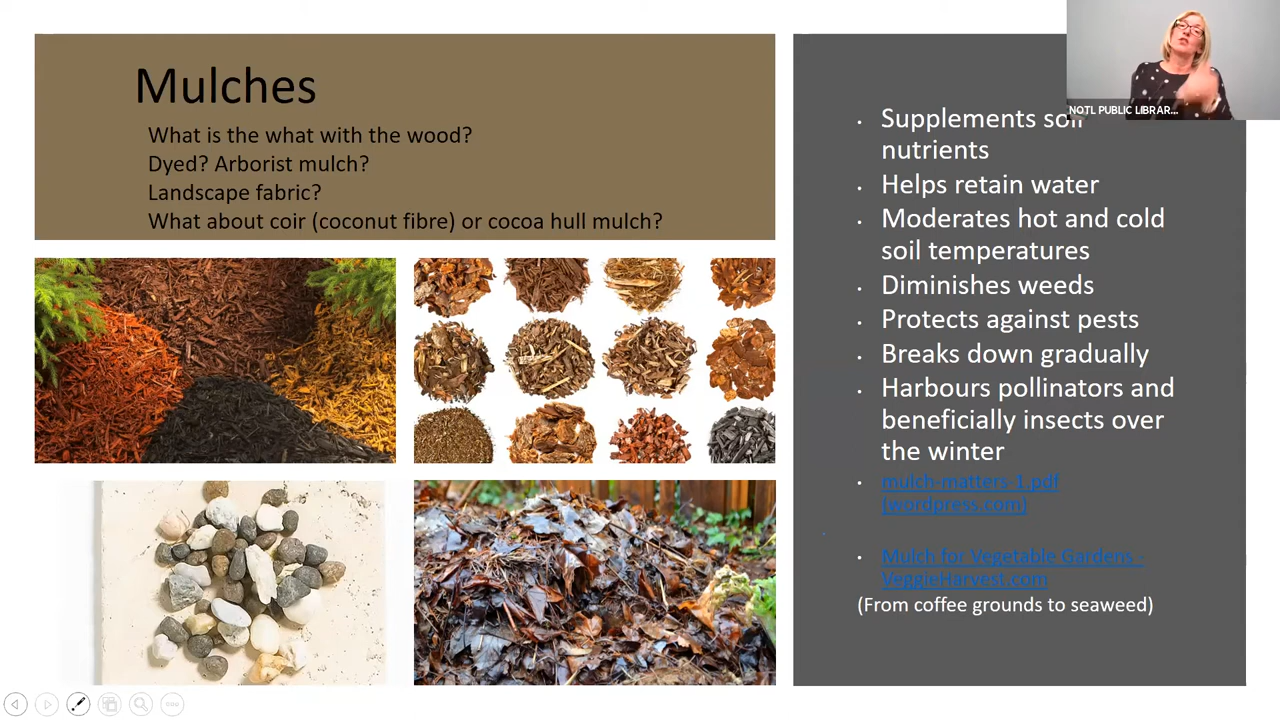 Mulches
What is the what with the wood?
Dyed? Arborist mulch?
Landscape fabric?
What about coir (coconut fibre) or cocoa hull mulch?
NOTL PUBLIC LIBRAR...
• Supplements soil
nutrients
• Helps retain water
• Moderates hot and cold
soil temperatures
• Diminishes weeds
• Protects against pests
• Breaks down gradually
• Harbours pollinators and
beneficially insects over
the winter
• mulch-matters-1.pdf
(wordpress.com)
• Mulch for Vegetable Gardens -
VeggieHarvest.com
(From coffee grounds to seaweed)